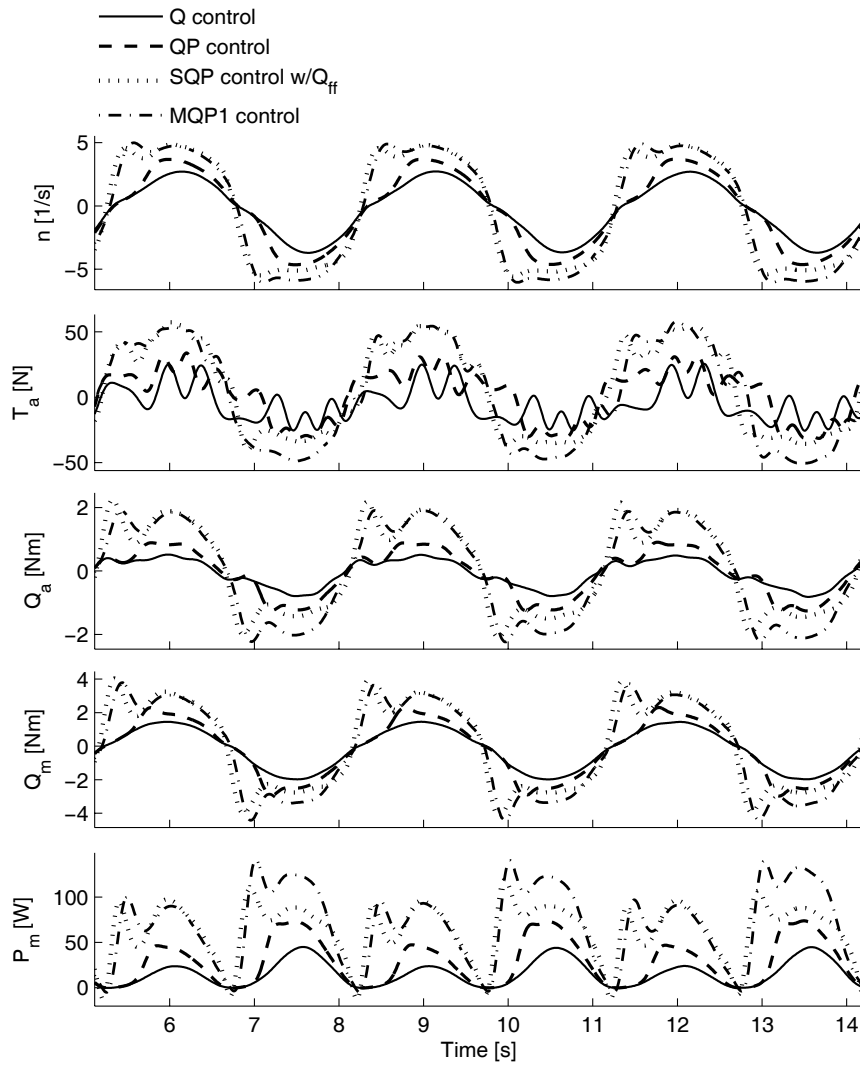 Q control
QP control
SQP control w/Q_ff
MQP1 control
n [1/s]
5
0
−5
T_a [N]
50
0
−50
Q_a [Nm]
2
0
−2
Q_m [Nm]
4
2
0
−2
−4
P_m [W]
100
50
0
6 7 8 9 10 11 12 13 14
Time [s]